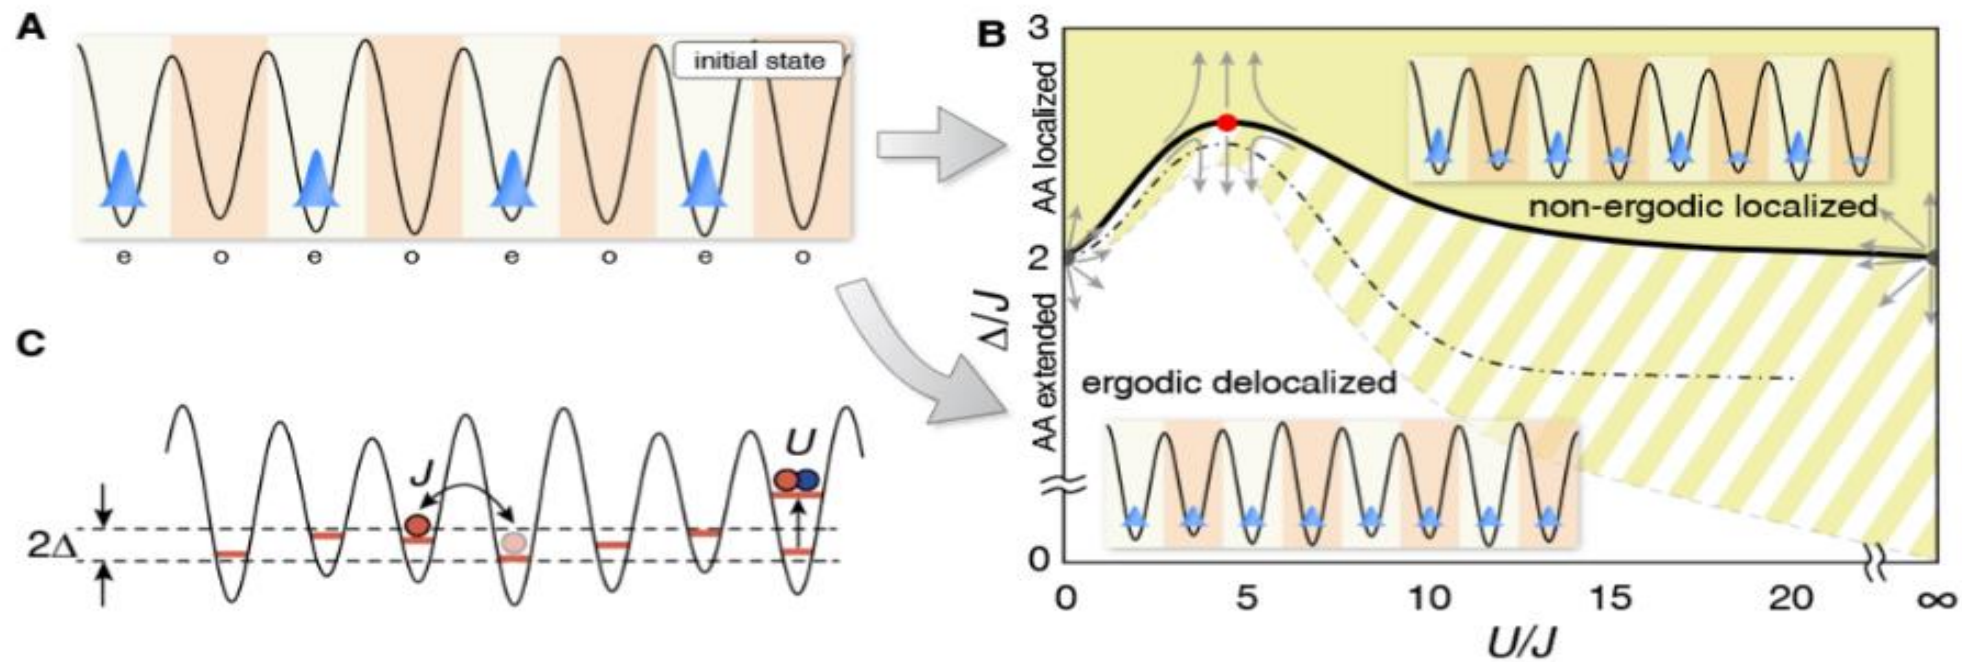 A
initial state
e o e o e o e o
B
3
2
0
Δ/J
AA localized
AA extended
non-ergodic localized
ergodic delocalized
0 5 10 15 20 ∞
U/J
C
J
U
2Δ